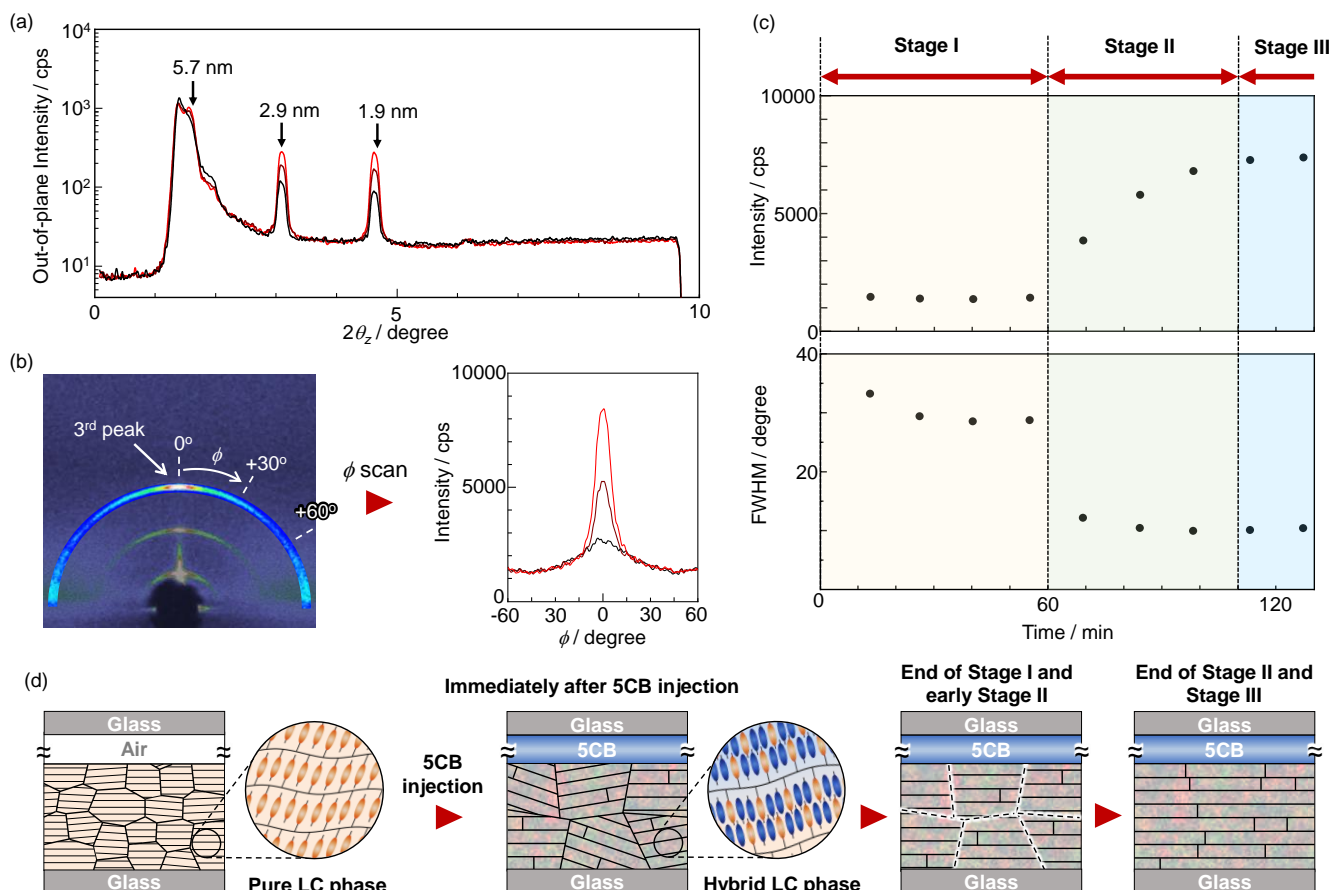 (a)
10⁴
10³
10²
10¹
Out-of-plane Intensity / cps
5.7 nm
2.9 nm
1.9 nm
0
5
10
2θz / degree
(b)
3rd peak
0°
ϕ
+30°
+60°
ϕ scan
10000
5000
0
Intensity / cps
-60
30
0
30
60
ϕ / degree
(c)
Stage I
Stage II
Stage III
10000
5000
0
Intensity / cps
40
20
0
FWHM / degree
0
60
120
Time / min
(d)
Glass
Air
Glass
Pure LC phase
5CB
injection
Immediately after 5CB injection
Glass
5CB
Glass
Hybrid LC phase
End of Stage I and
early Stage II
Glass
5CB
Glass
End of Stage II and
Stage III
Glass
5CB
Glass